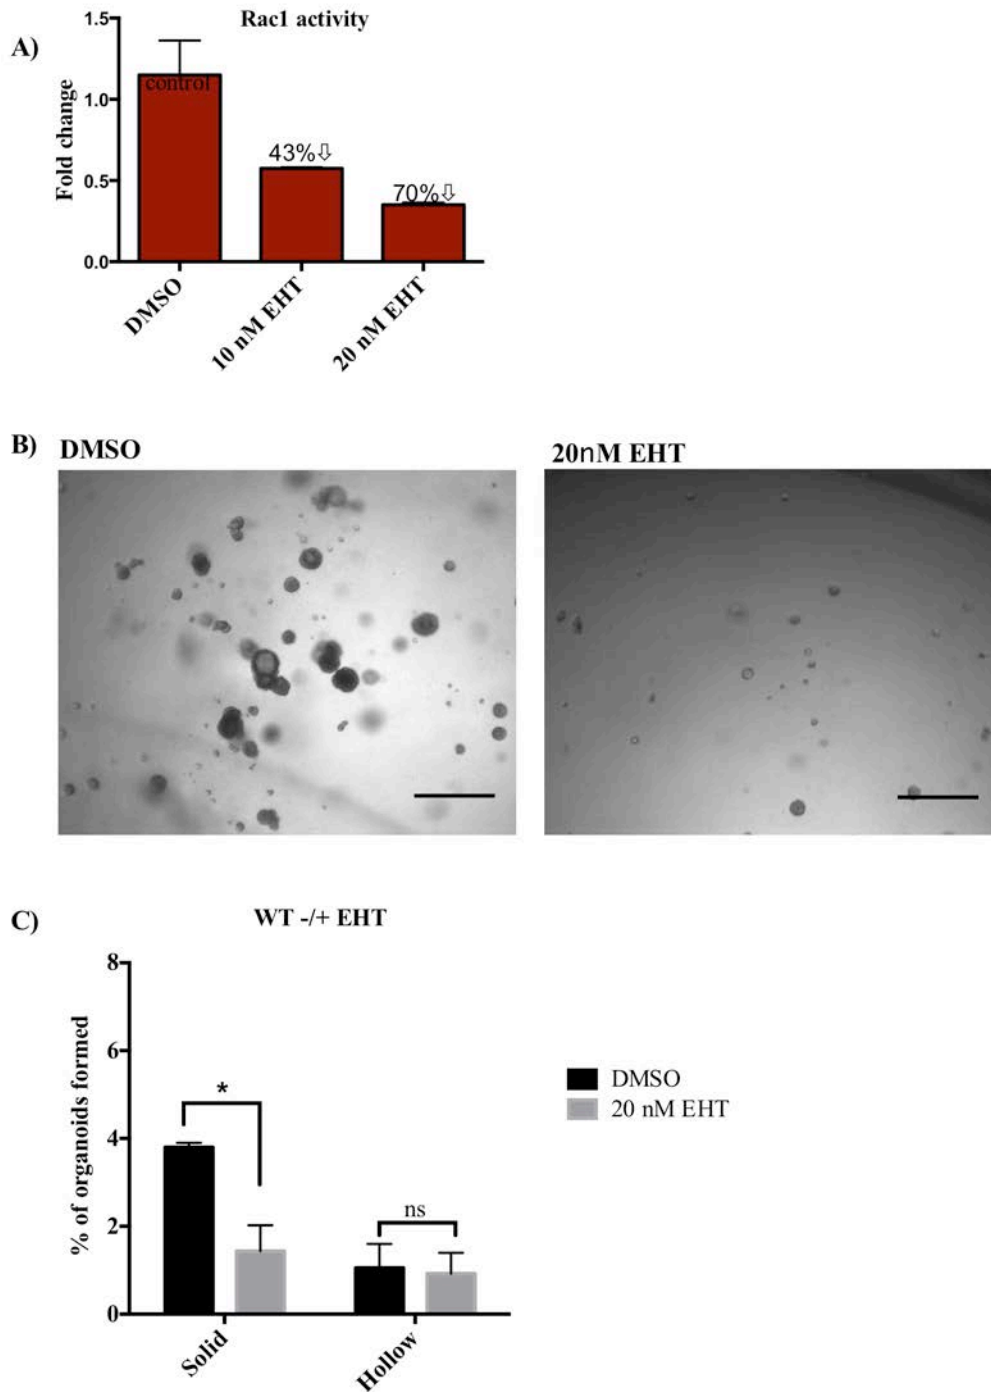 A)
Rac1 activity
Fold change
1.5
1.0
0.5
0.0
control
43%⇩
70%⇩
DMSO
10 nM EHT
20 nM EHT
B)
DMSO
20nM EHT
C)
WT -/+ EHT
% of organoids formed
8
6
4
2
0
*
ns
Solid
Hollow
DMSO
20 nM EHT